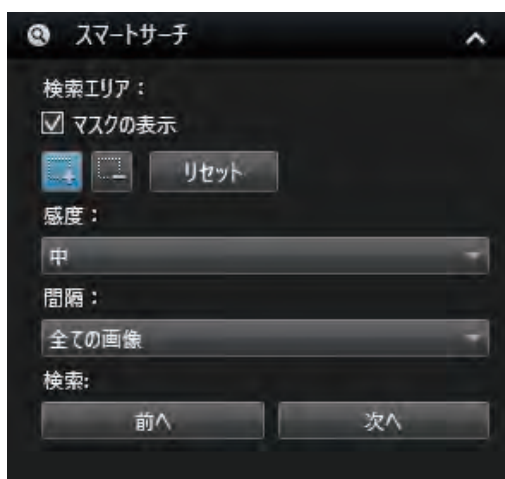 スマートサーチ
検索エリア：
マスクの表示
リセット
感度：
中
間隔：
全ての画像
検索:
前へ 次へ